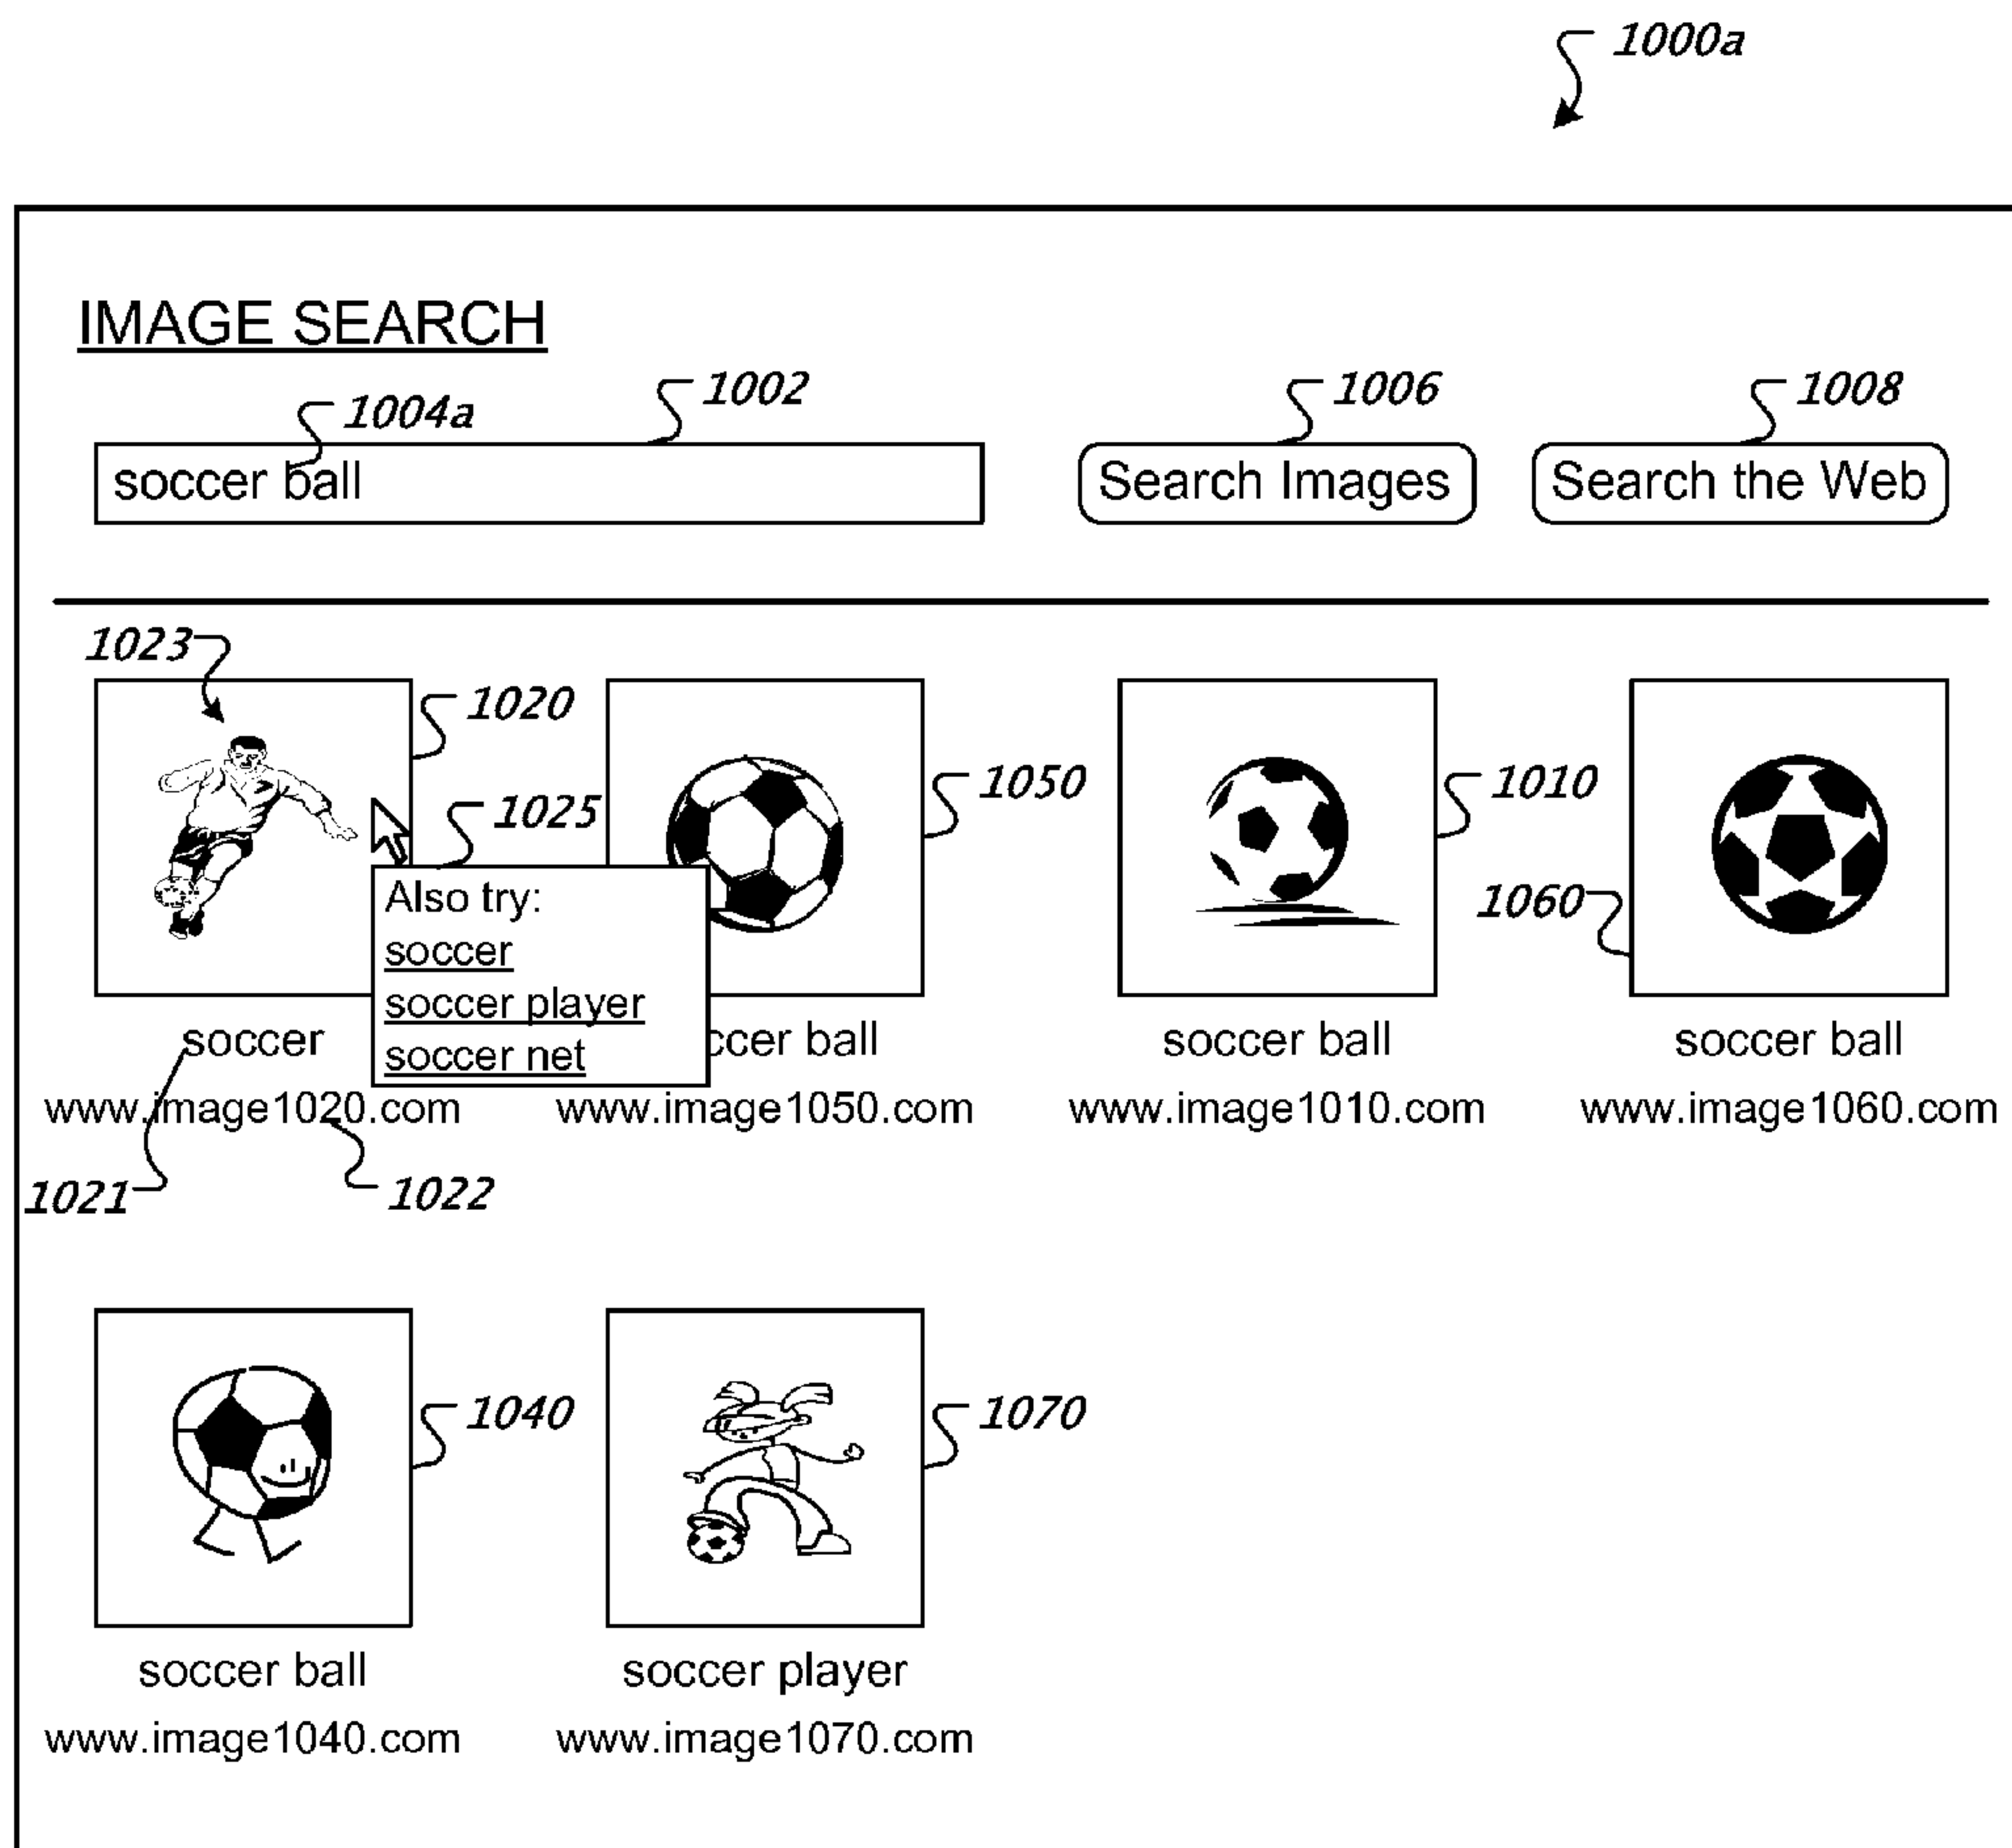 1000a
IMAGE SEARCH
1004a
1002
1006
1008
soccer ball
Search Images
Search the Web
1023
1020
1050
1010
1060
1025
Also try:
soccer
soccer player
soccer net
soccer
ccer ball
soccer ball
soccer ball
www.image1020.com
www.image1050.com
www.image1010.com
www.image1060.com
1021
1022
1040
1070
soccer ball
soccer player
www.image1040.com
www.image1070.com